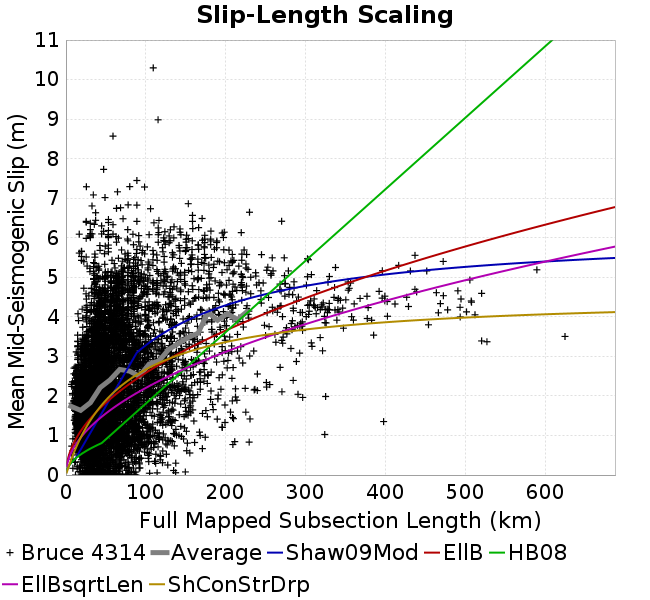 Slip-Length Scaling
Mean Mid-Seismogenic Slip (m)
11
10
9
8
7
6
5
4
3
2
1
0
0 100 200 300 400 500 600
Full Mapped Subsection Length (km)
Bruce 4314 Average Shaw09Mod EllB HB08
EllBsqrtLen ShConStrDrp